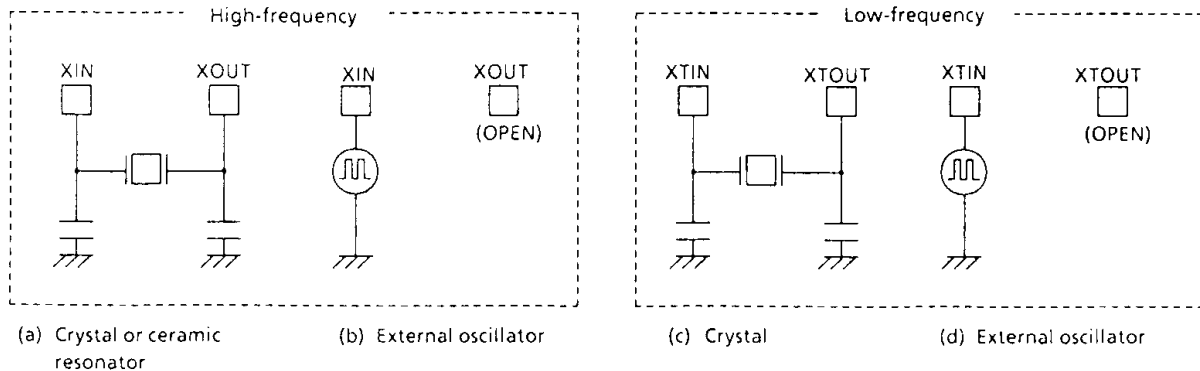 High-frequency
Low-frequency
XIN XOUT XIN XOUT
(OPEN)
XTIN XTOUT XTIN XTOUT
(OPEN)
(a) Crystal or ceramic resonator
(b) External oscillator
(c) Crystal
(d) External oscillator